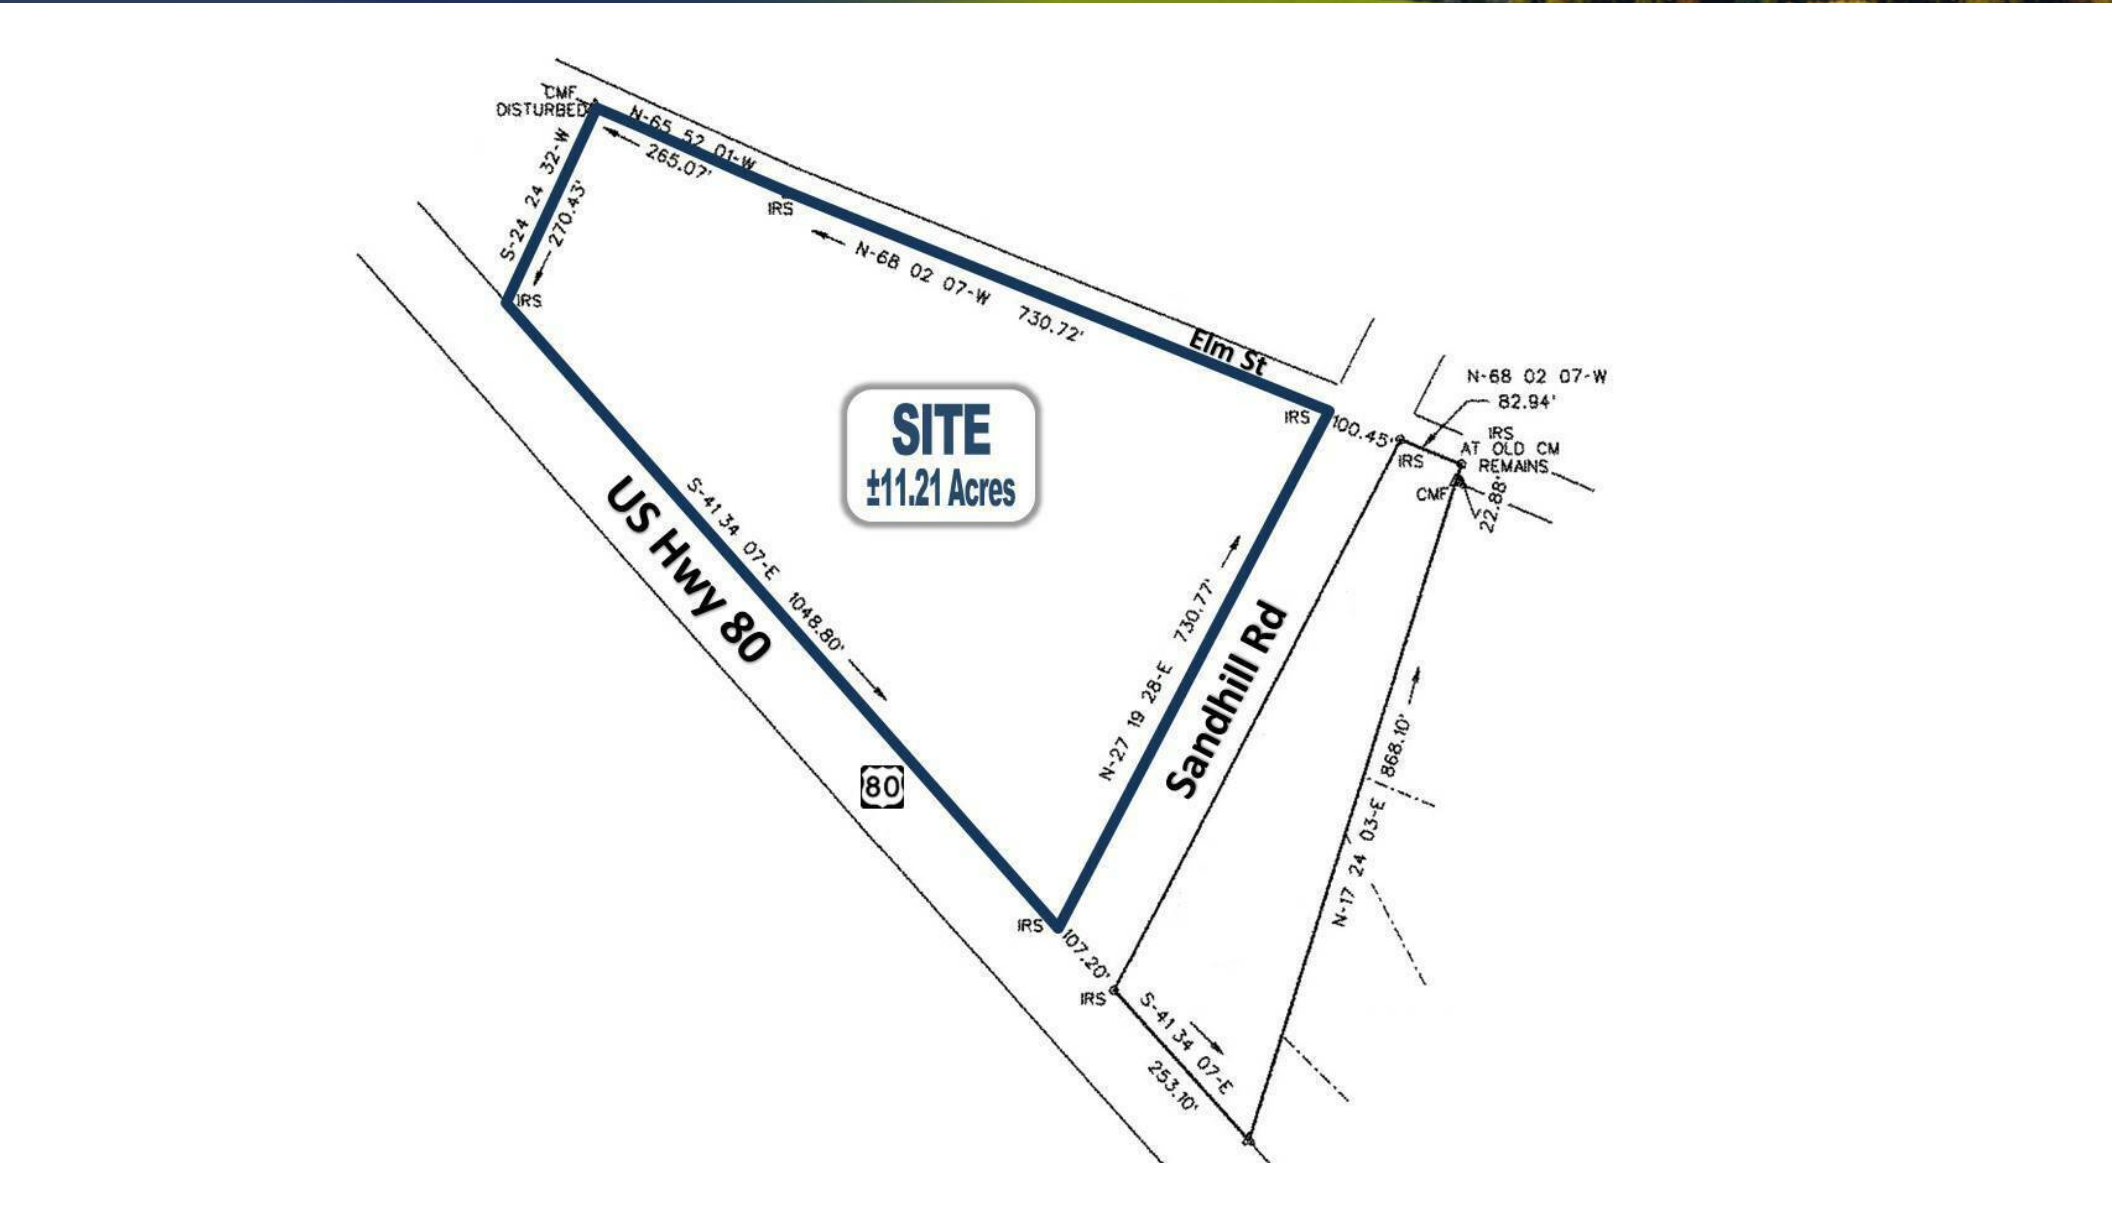 CMF
DISTURBED
N-65 52 01-W
265.07'
S-24 24 32-W
270.43'
IRS
IRS
N-68 02 07-W 730.72'
Elm St
N-68 02 07-W
82.94'
IRS
100.45'
IRS
AT OLD CM
REMAINS
IRS
CMF
22.88'
SITE
±11.21 Acres
S-41 34 07-E 1048.80'
US Hwy 80
80
N-27 19 28-E 730.77'
Sandhill Rd
N-17 24 03-E 868.10'
IRS
107.20'
IRS
S-41 34 07-E
253.10'